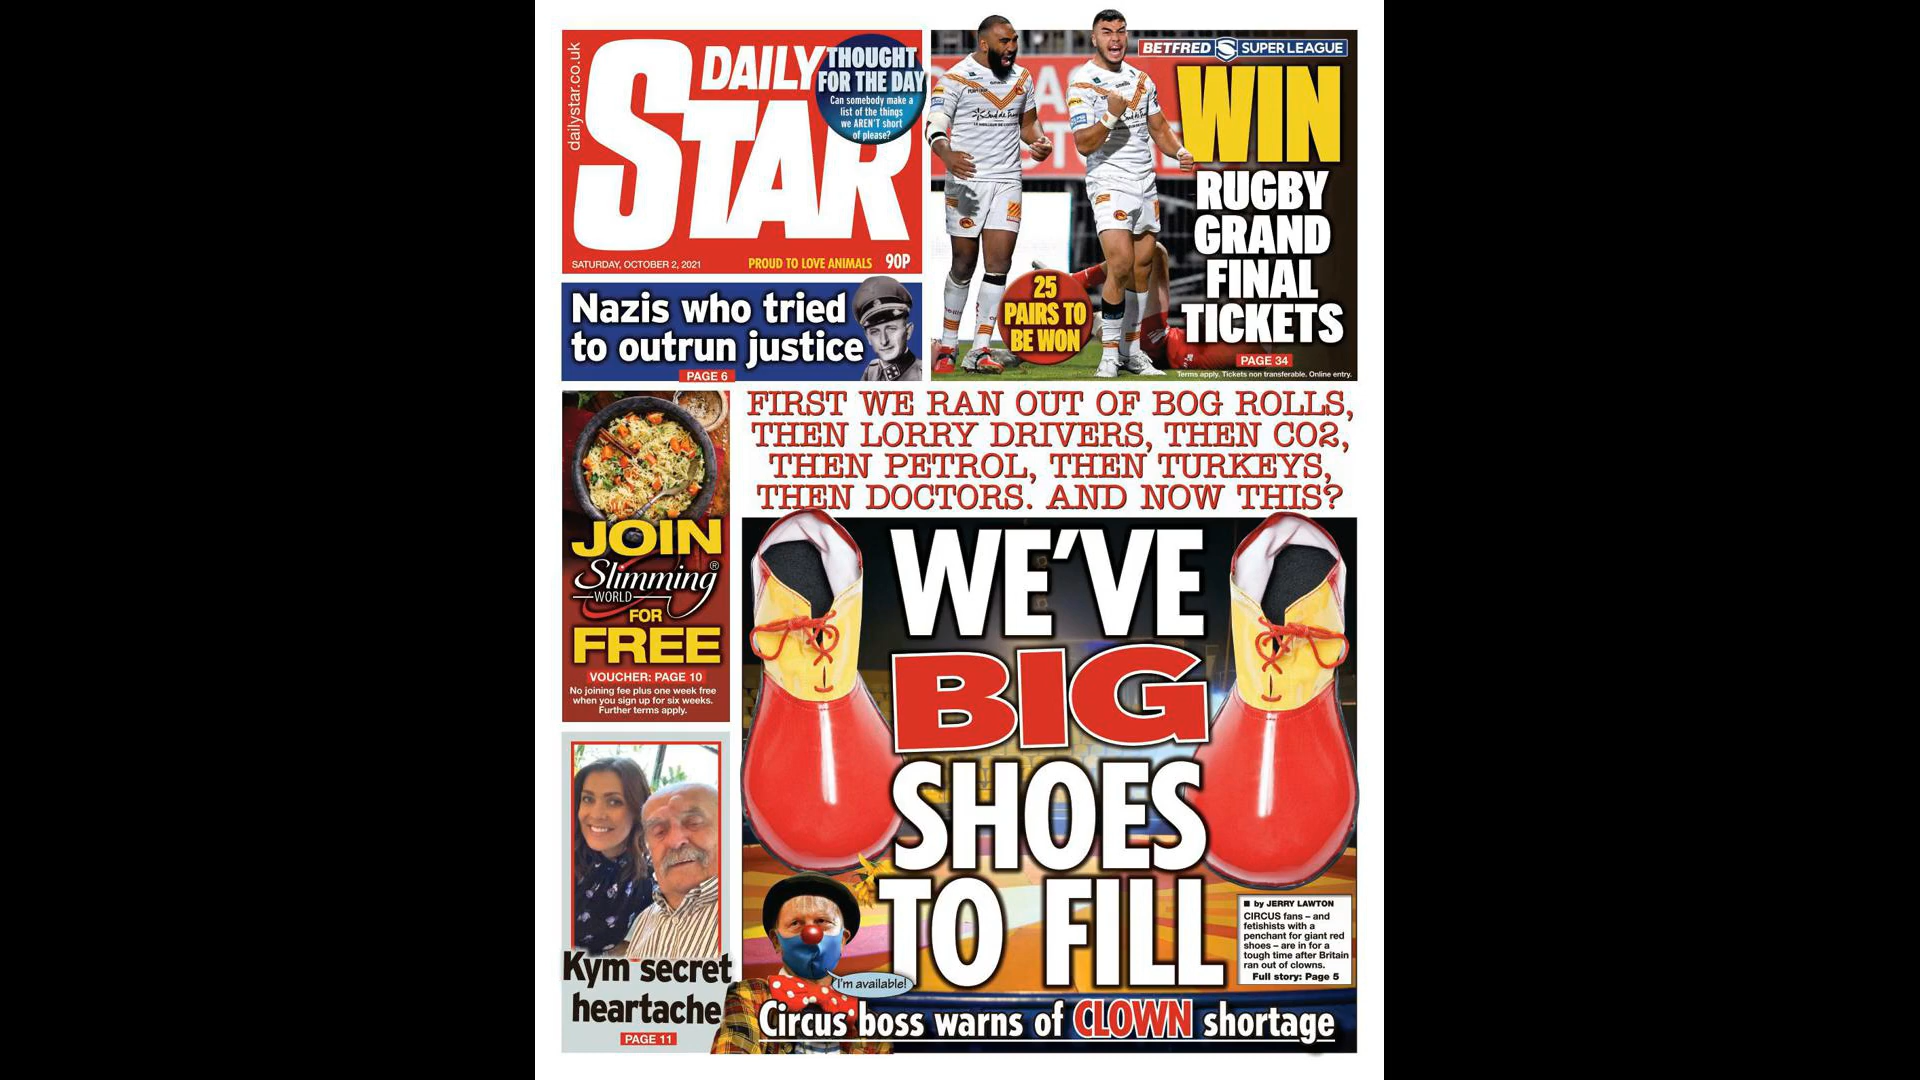 dailystar.co.uk
DAILY
STAR
THOUGHT
FOR THE DAY
Can somebody make a
list of the things
we AREN'T short
of please?
SATURDAY, OCTOBER 2, 2021
PROUD TO LOVE ANIMALS 90P
Nazis who tried
to outrun justice
PAGE 6
BETFRED SUPER LEAGUE
WIN
RUGBY
GRAND
FINAL
TICKETS
PAGE 34
Terms apply. Tickets non transferable. Online entry.
25
PAIRS TO
BE WON
JOIN
Slimming®
WORLD
FOR
FREE
VOUCHER: PAGE 10
No joining fee plus one week free
when you sign up for six weeks.
Further terms apply.
Kym secret
heartache
PAGE 11
FIRST WE RAN OUT OF BOG ROLLS,
THEN LORRY DRIVERS, THEN CO2,
THEN PETROL, THEN TURKEYS,
THEN DOCTORS. AND NOW THIS?
WE'VE
BIG
SHOES
TO FILL
I'm available!
by JERRY LAWTON
CIRCUS fans – and
fetishists with a
penchant for giant red
shoes – are in for a
tough time after Britain
ran out of clowns.
Full story: Page 5
Circus boss warns of CLOWN shortage